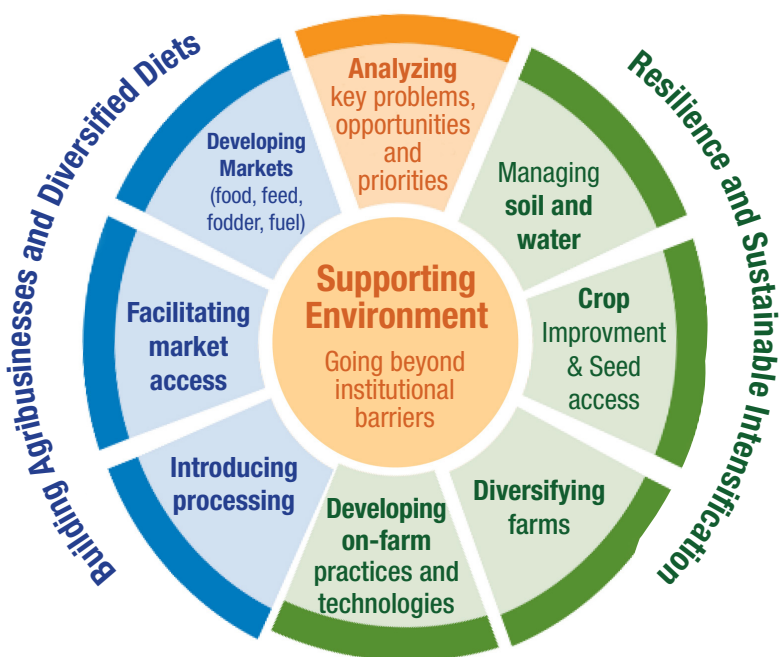 Building Agribusinesses and Diversified Diets
Resilience and Sustainable Intensification
Analyzing
key problems,
opportunities
and
priorities
Managing
soil and
water
Crop
Improvment
& Seed
access
Diversifying
farms
Developing
on-farm
practices and
technologies
Introducing
processing
Facilitating
market
access
Developing
Markets
(food, feed,
fodder, fuel)
Supporting
Environment
Going beyond
institutional
barriers